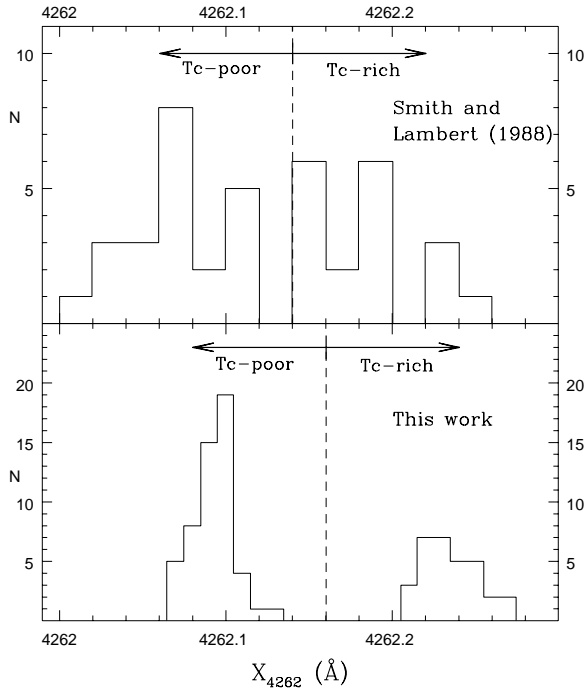 4262 4262.1 4262.2
10 10
Tc-poor Tc-rich
N
Smith and
Lambert (1988)
5 5
Tc-poor Tc-rich
20 20
This work
15 15
N
10 10
5 5
4262 4262.1 4262.2
X4262 (Å)